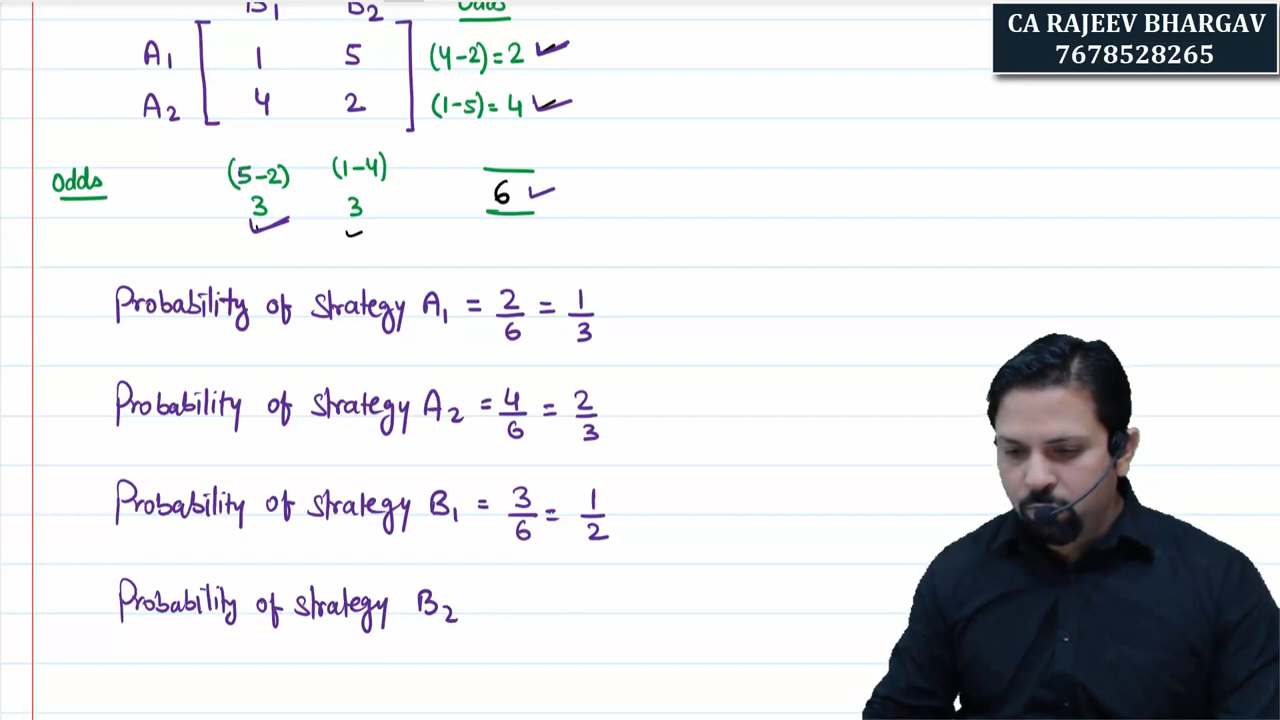 B1 B2 Odds
A1 1 5 (4-2)=2
A2 4 2 (1-5)=4
Odds (5-2) (1-4)
3 3 6
Probability of strategy A1 = 2/6 = 1/3
Probability of strategy A2 = 4/6 = 2/3
Probability of strategy B1 = 3/6 = 1/2
Probability of strategy B2
CA RAJEEV BHARGAV
7678528265